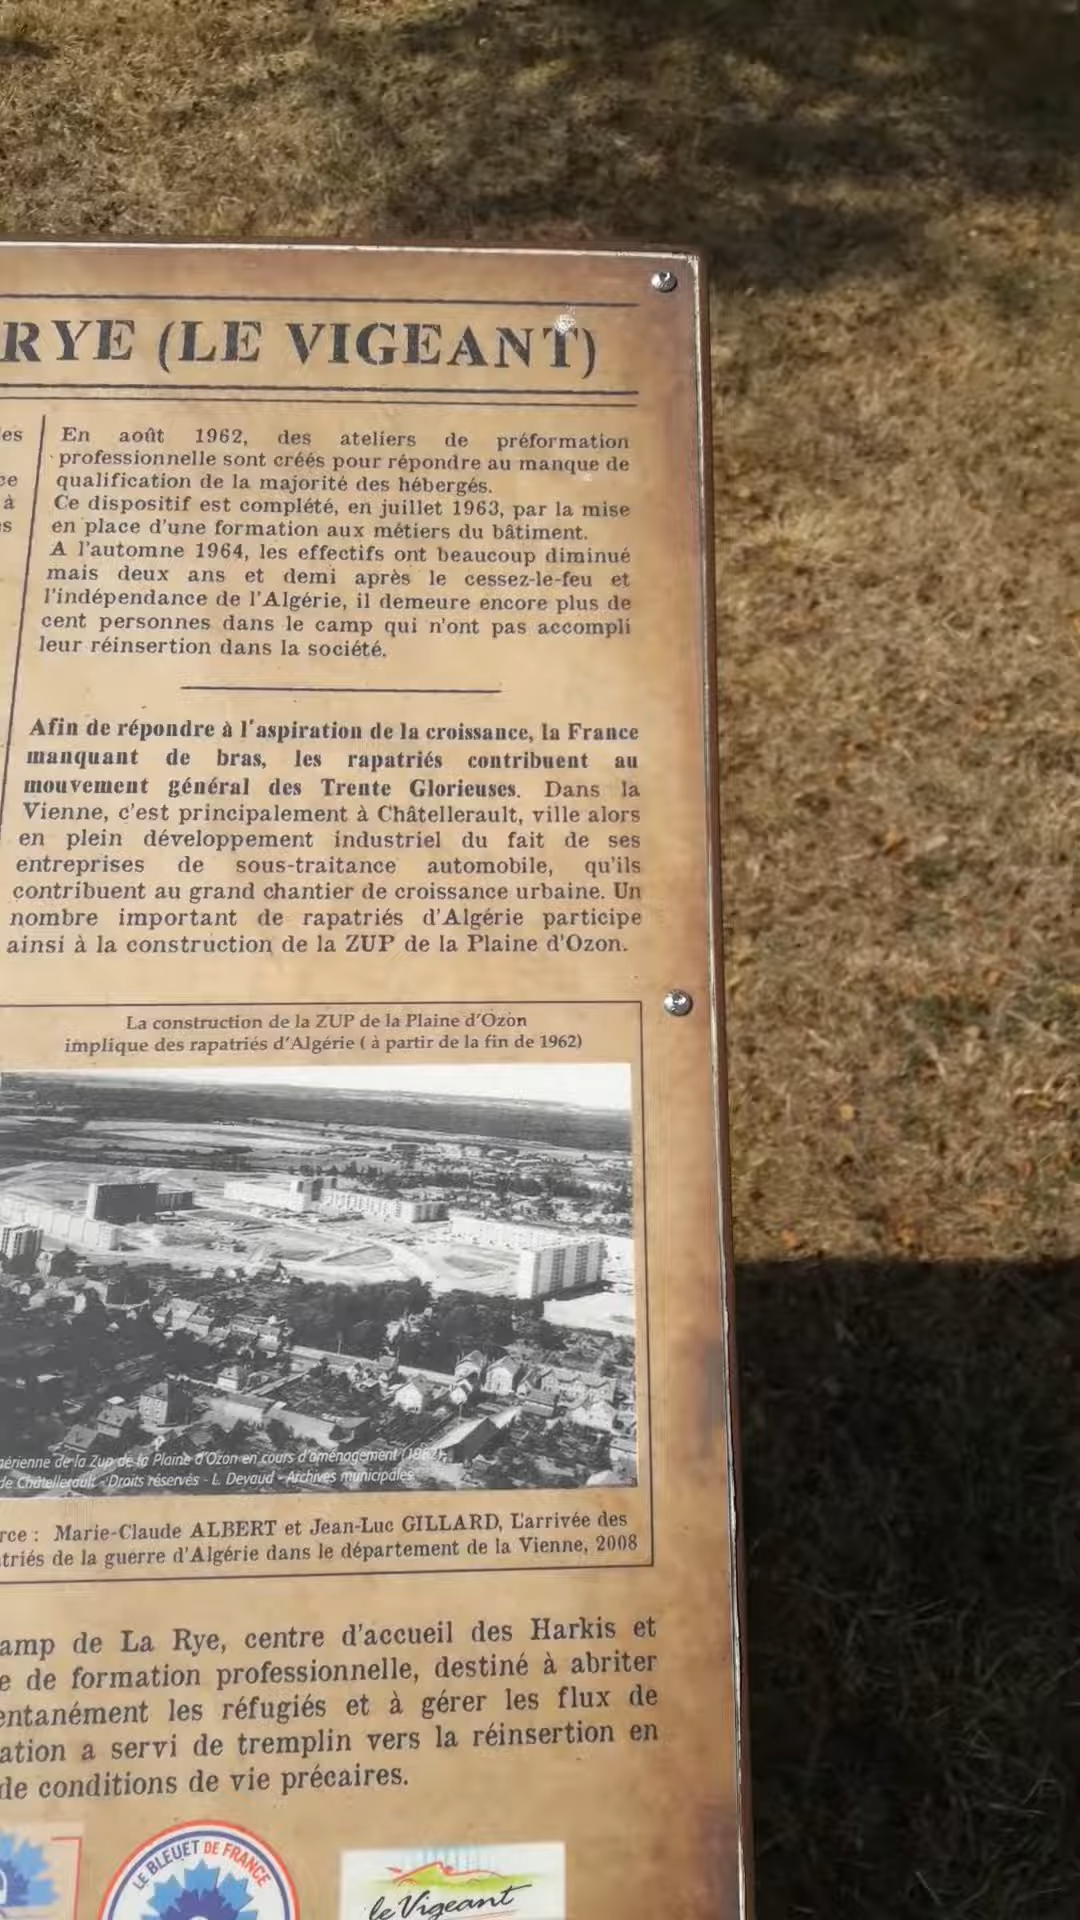 RYE (LE VIGEANT)
à
En août 1962, des ateliers de préformation
professionnelle sont créés pour répondre au manque de
qualification de la majorité des hébergés.
Ce dispositif est complété, en juillet 1963, par la mise
en place d'une formation aux métiers du bâtiment.
A l'automne 1964, les effectifs ont beaucoup diminué
mais deux ans et demi après le cessez-le-feu et
l'indépendance de l'Algérie, il demeure encore plus de
cent personnes dans le camp qui n'ont pas accompli
leur réinsertion dans la société.
Afin de répondre à l'aspiration de la croissance, la France
manquant de bras, les rapatriés contribuent au
mouvement général des Trente Glorieuses. Dans la
Vienne, c'est principalement à Châtellerault, ville alors
en plein développement industriel du fait de ses
entreprises de sous-traitance automobile, qu'ils
contribuent au grand chantier de croissance urbaine. Un
nombre important de rapatriés d'Algérie participe
ainsi à la construction de la ZUP de la Plaine d'Ozon.
La construction de la ZUP de la Plaine d'Ozon
implique des rapatriés d'Algérie ( à partir de la fin de 1962)
aérienne de la Zup de la Plaine d'Ozon en cours d'aménagement
de Châtellerault - Droits réservés - L. Devaud - Archives municipales
rce : Marie-Claude ALBERT et Jean-Luc GILLARD, L'arrivée des
triés de la guerre d'Algérie dans le département de la Vienne, 2008
amp de La Rye, centre d'accueil des Harkis et
e de formation professionnelle, destiné à abriter
entanément les réfugiés et à gérer les flux de
ation a servi de tremplin vers la réinsertion en
de conditions de vie précaires.
LE BLEUET DE FRANCE
le Vigeant